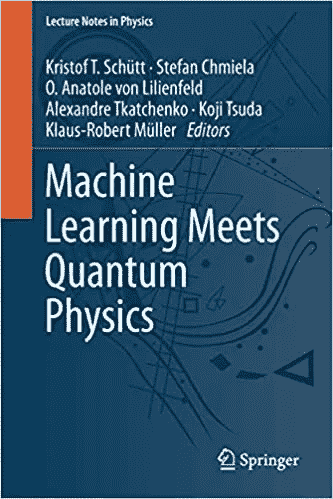 Lecture Notes in Physics
Kristof T. Schütt · Stefan Chmiela
O. Anatole von Lilienfeld
Alexandre Tkatchenko · Koji Tsuda
Klaus-Robert Müller Editors
Machine
Learning Meets
Quantum
Physics
Springer